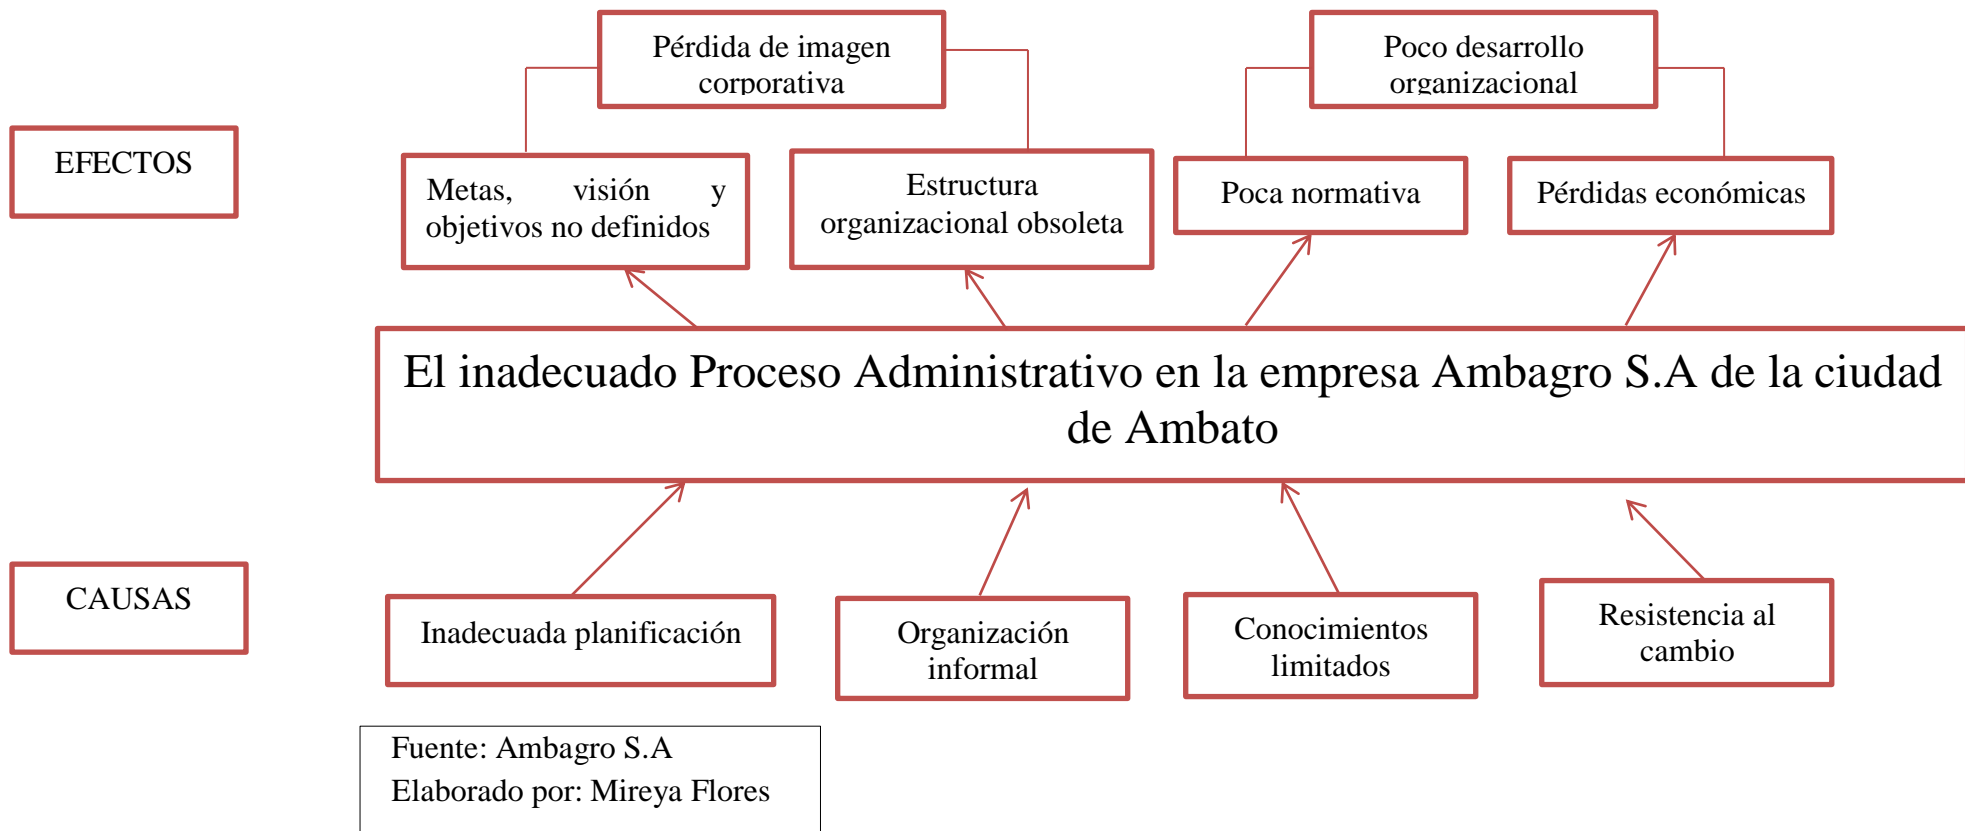 Pérdida de imagen
corporativa
Poco desarrollo
organizacional
EFECTOS
Metas, visión y
objetivos no definidos
Estructura
organizacional obsoleta
Poca normativa
Pérdidas económicas
El inadecuado Proceso Administrativo en la empresa Ambagro S.A de la ciudad
de Ambato
CAUSAS
Inadecuada planificación
Organización
informal
Conocimientos
limitados
Resistencia al
cambio
Fuente: Ambagro S.A
Elaborado por: Mireya Flores